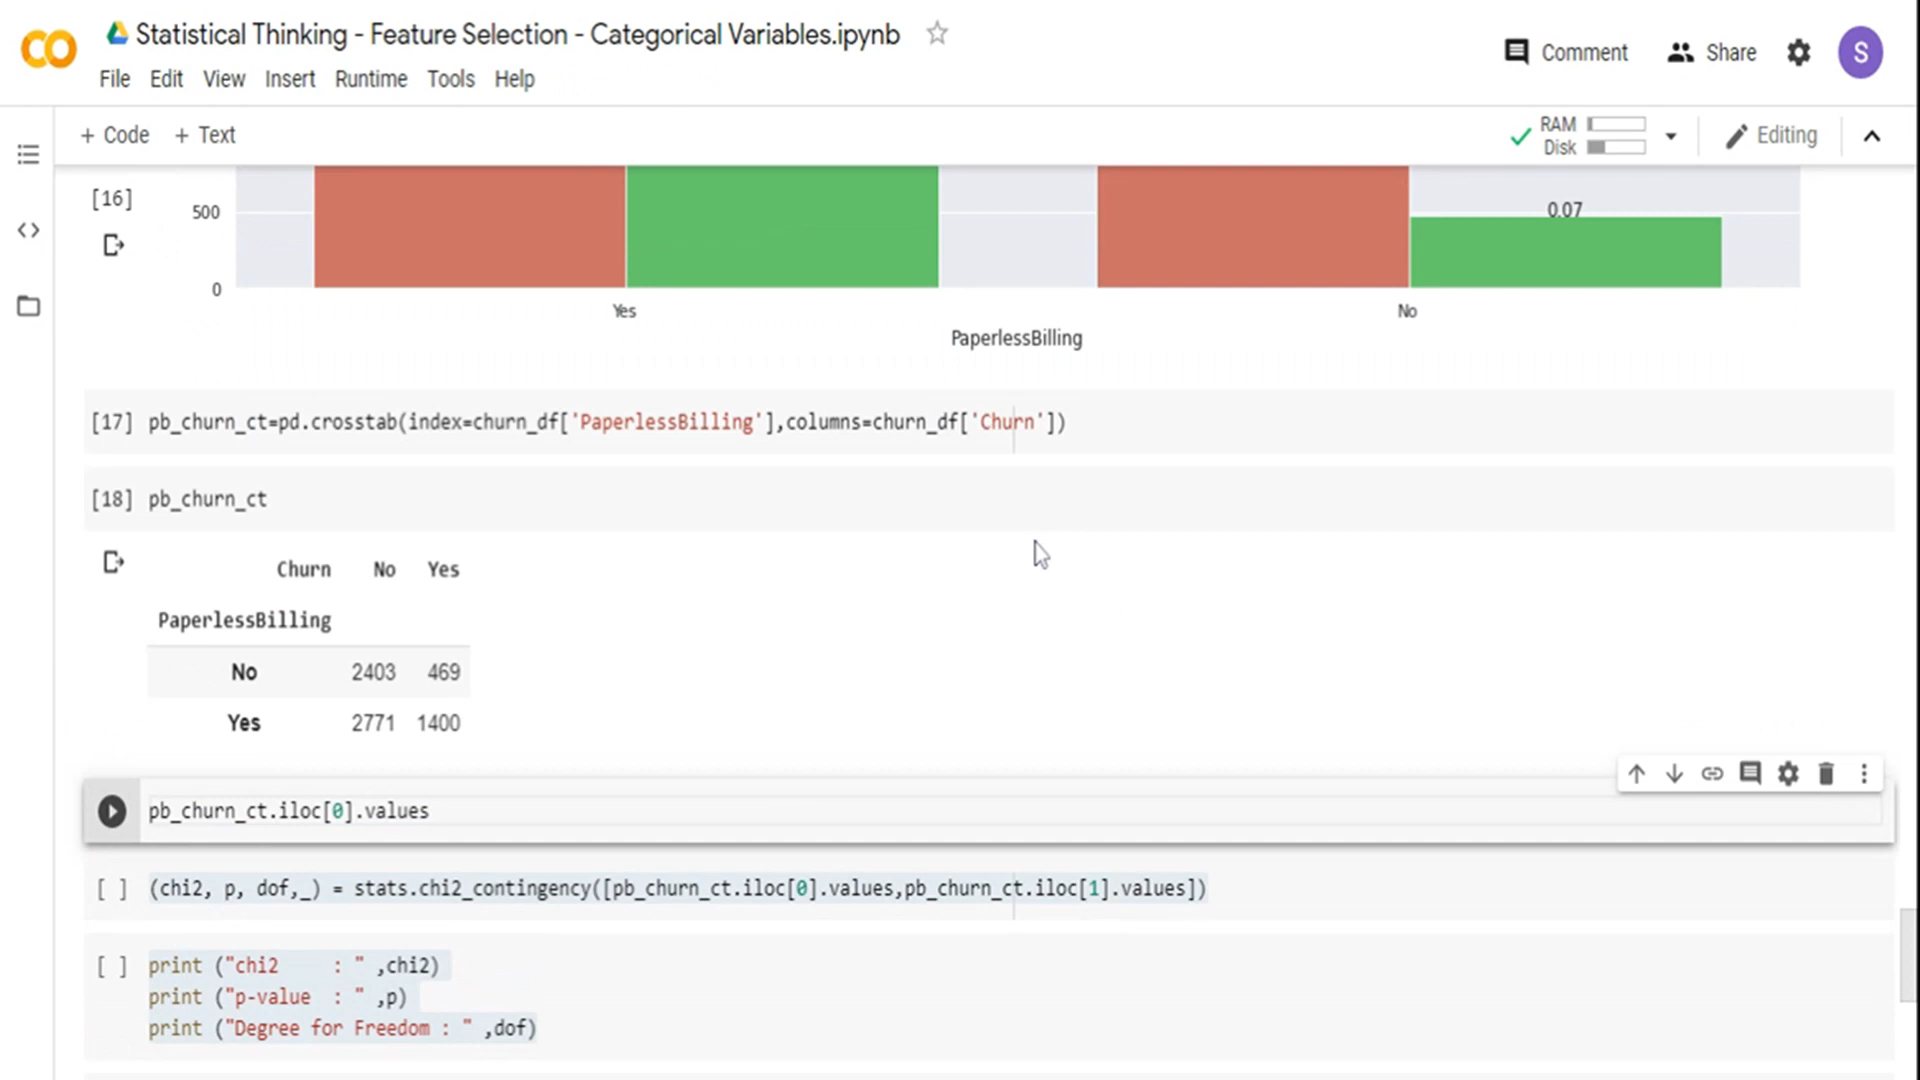 Statistical Thinking - Feature Selection - Categorical Variables.ipynb
Comment
Share
S
File Edit View Insert Runtime Tools Help
+ Code + Text
RAM
Disk
Editing
[16]
500
0.07
0
Yes
No
PaperlessBilling
[17] pb_churn_ct=pd.crosstab(index=churn_df['PaperlessBilling'],columns=churn_df['Churn'])
[18] pb_churn_ct
Churn No Yes
PaperlessBilling
No 2403 469
Yes 2771 1400
pb_churn_ct.iloc[0].values
[ ] (chi2, p, dof,_) = stats.chi2_contingency([pb_churn_ct.iloc[0].values,pb_churn_ct.iloc[1].values])
[ ] print ("chi2    : " ,chi2)
print ("p-value  : " ,p)
print ("Degree for Freedom : " ,dof)